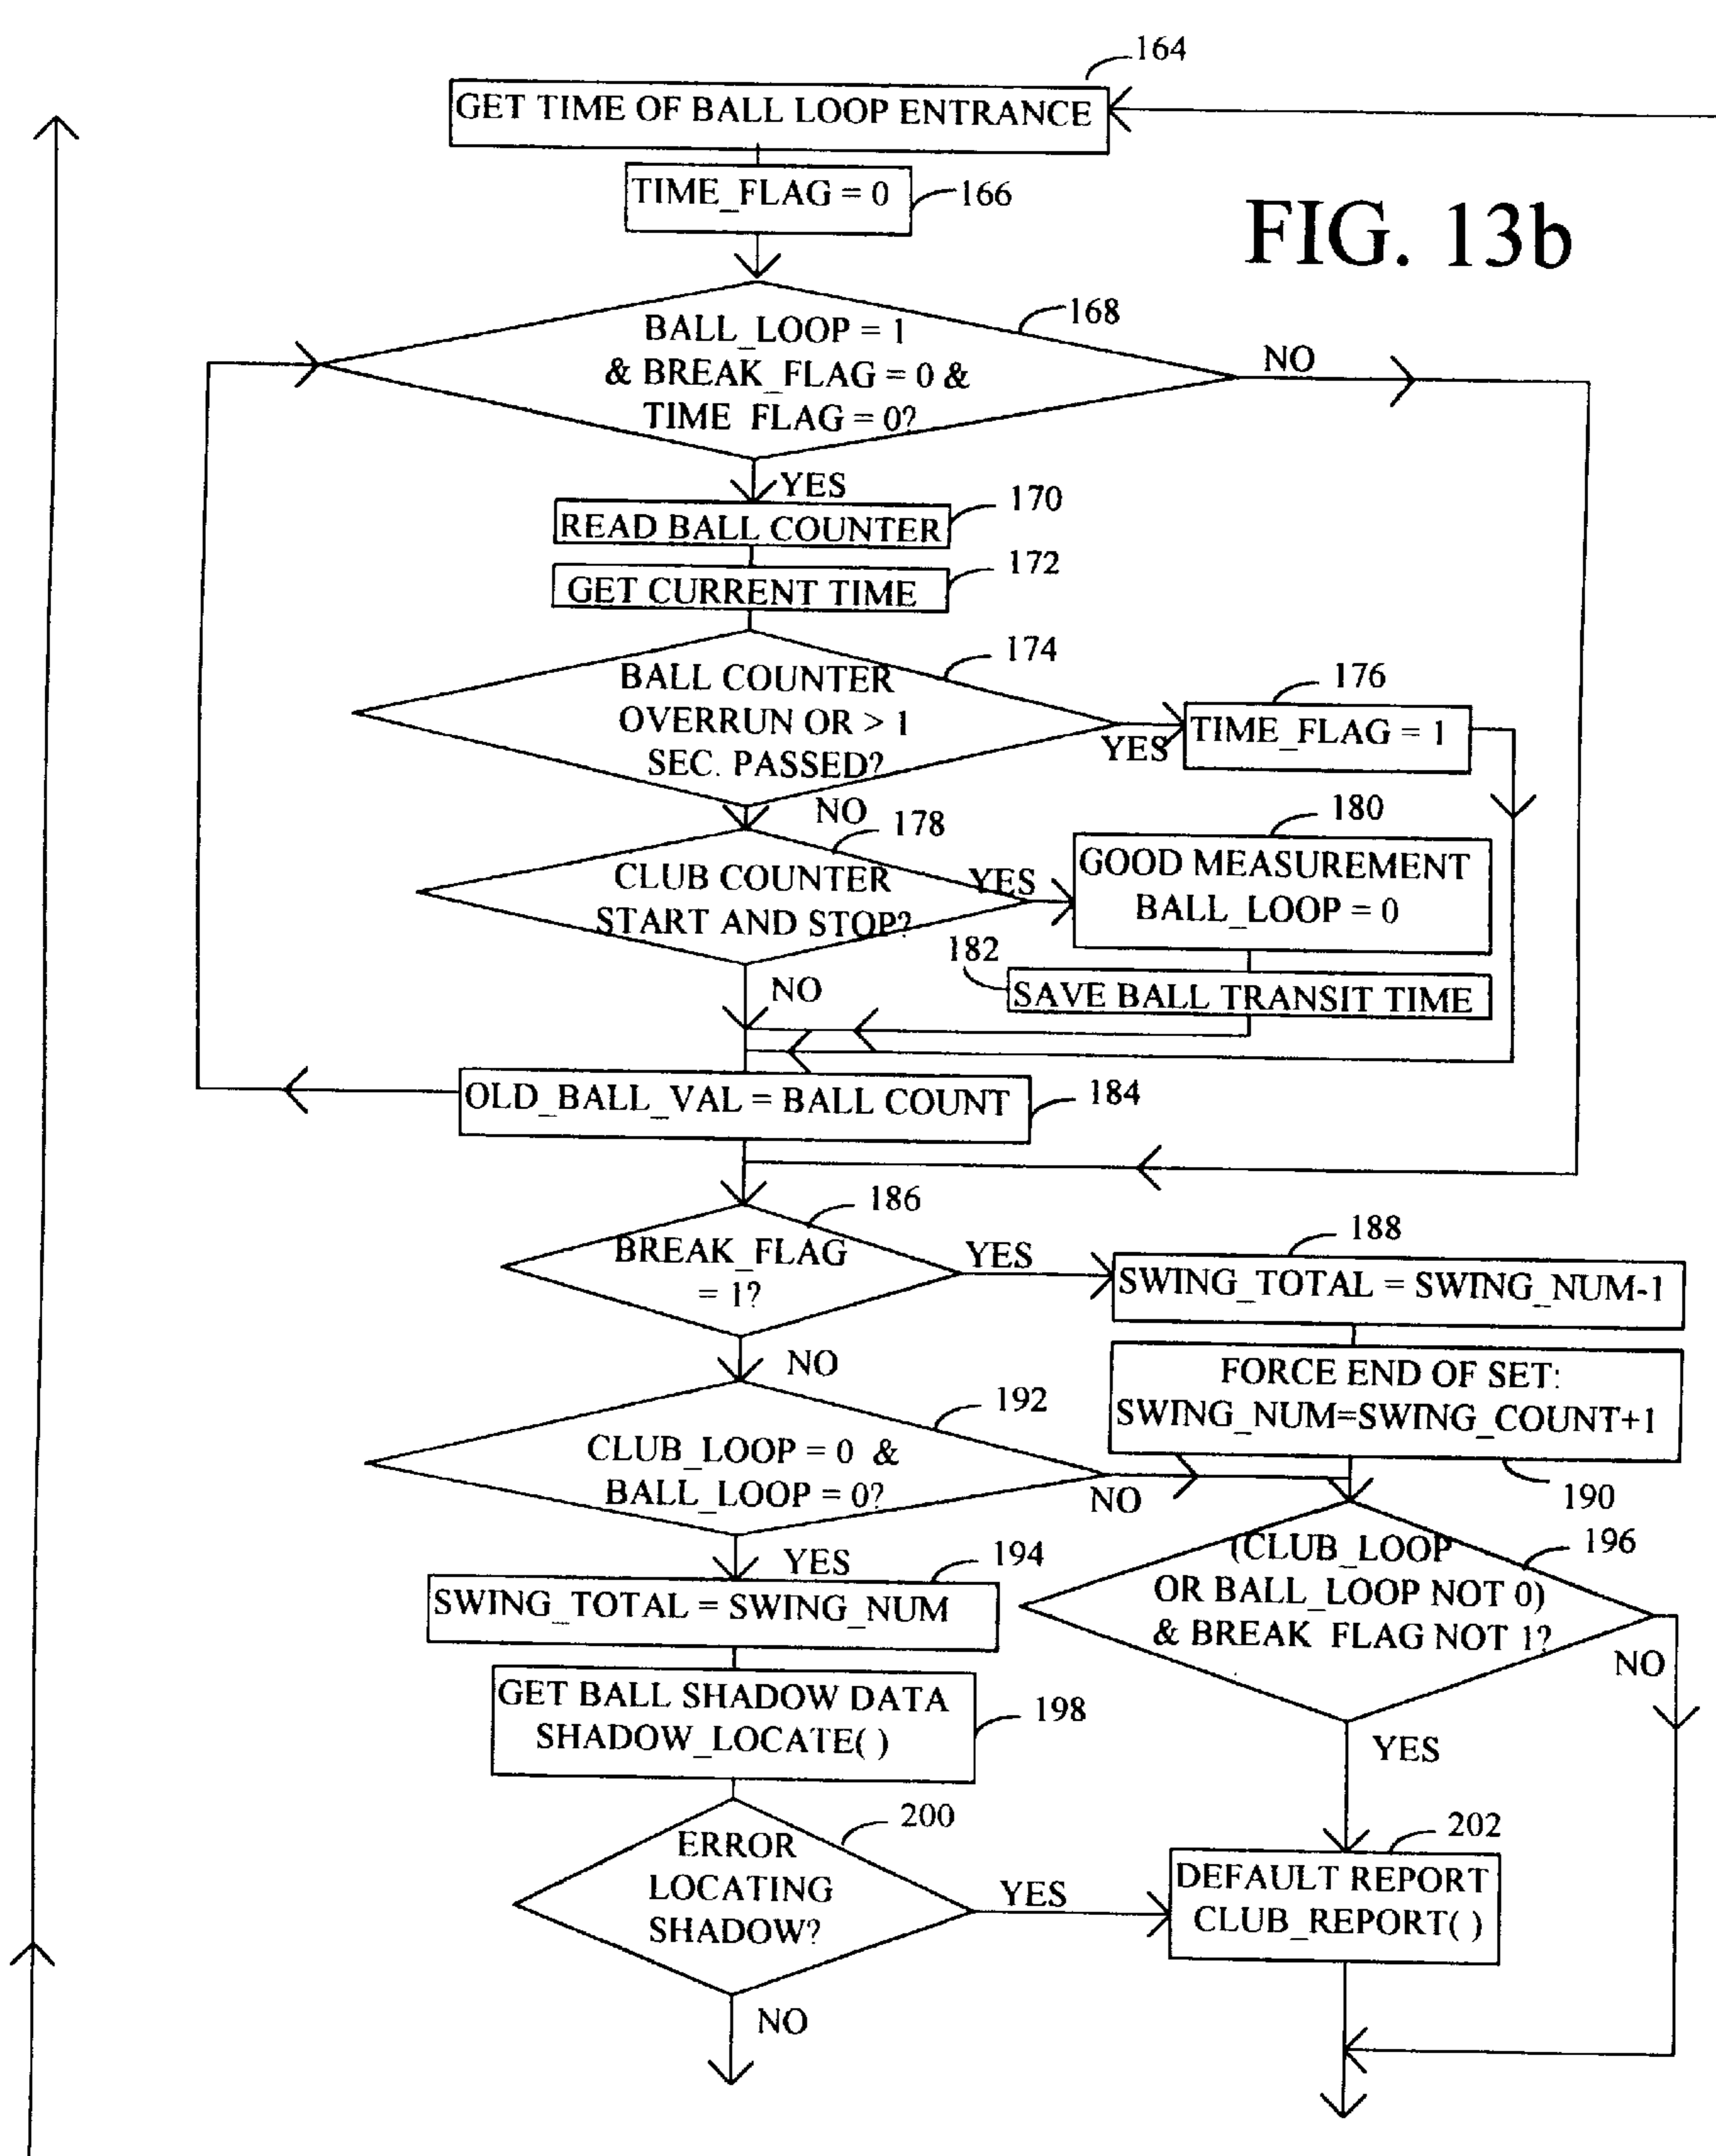 164
GET TIME OF BALL LOOP ENTRANCE
TIME_FLAG = 0
166
FIG. 13b
168
BALL_LOOP = 1
& BREAK_FLAG = 0 &
TIME FLAG = 0?
NO
YES
170
READ BALL COUNTER
172
GET CURRENT TIME
174
BALL COUNTER
OVERRUN OR > 1
SEC. PASSED?
YES
176
TIME_FLAG = 1
NO
178
CLUB COUNTER
START AND STOP?
YES
180
GOOD MEASUREMENT
BALL_LOOP = 0
182
SAVE BALL TRANSIT TIME
NO
OLD_BALL_VAL = BALL COUNT
184
186
BREAK_FLAG
= 1?
YES
188
SWING_TOTAL = SWING_NUM-1
NO
FORCE END OF SET:
SWING_NUM=SWING_COUNT+1
190
192
CLUB_LOOP = 0 &
BALL_LOOP = 0?
NO
YES
194
SWING_TOTAL = SWING_NUM
196
(CLUB_LOOP
OR BALL_LOOP NOT 0)
& BREAK FLAG NOT 1?
NO
YES
GET BALL SHADOW DATA
SHADOW_LOCATE( )
198
200
ERROR
LOCATING
SHADOW?
YES
202
DEFAULT REPORT
CLUB_REPORT( )
NO